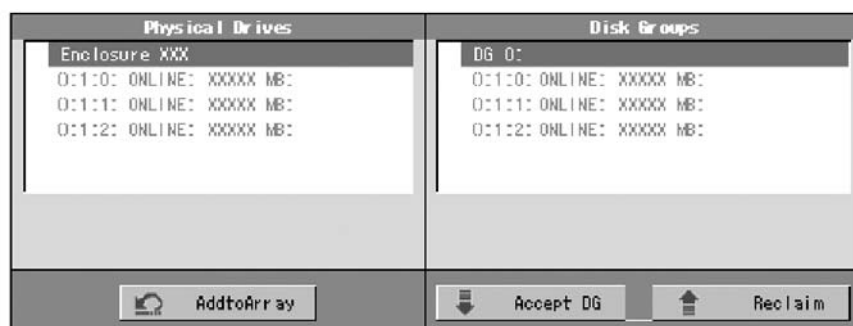 Physical Drives
Enclosure XXX
0:1:0: ONLINE: XXXXX MB:
0:1:1: ONLINE: XXXXX MB:
0:1:2: ONLINE: XXXXX MB:
AddtoArray
Disk Groups
DG 0:
0:1:0: ONLINE: XXXXX MB:
0:1:1: ONLINE: XXXXX MB:
0:1:2: ONLINE: XXXXX MB:
Accept DG
Reclaim